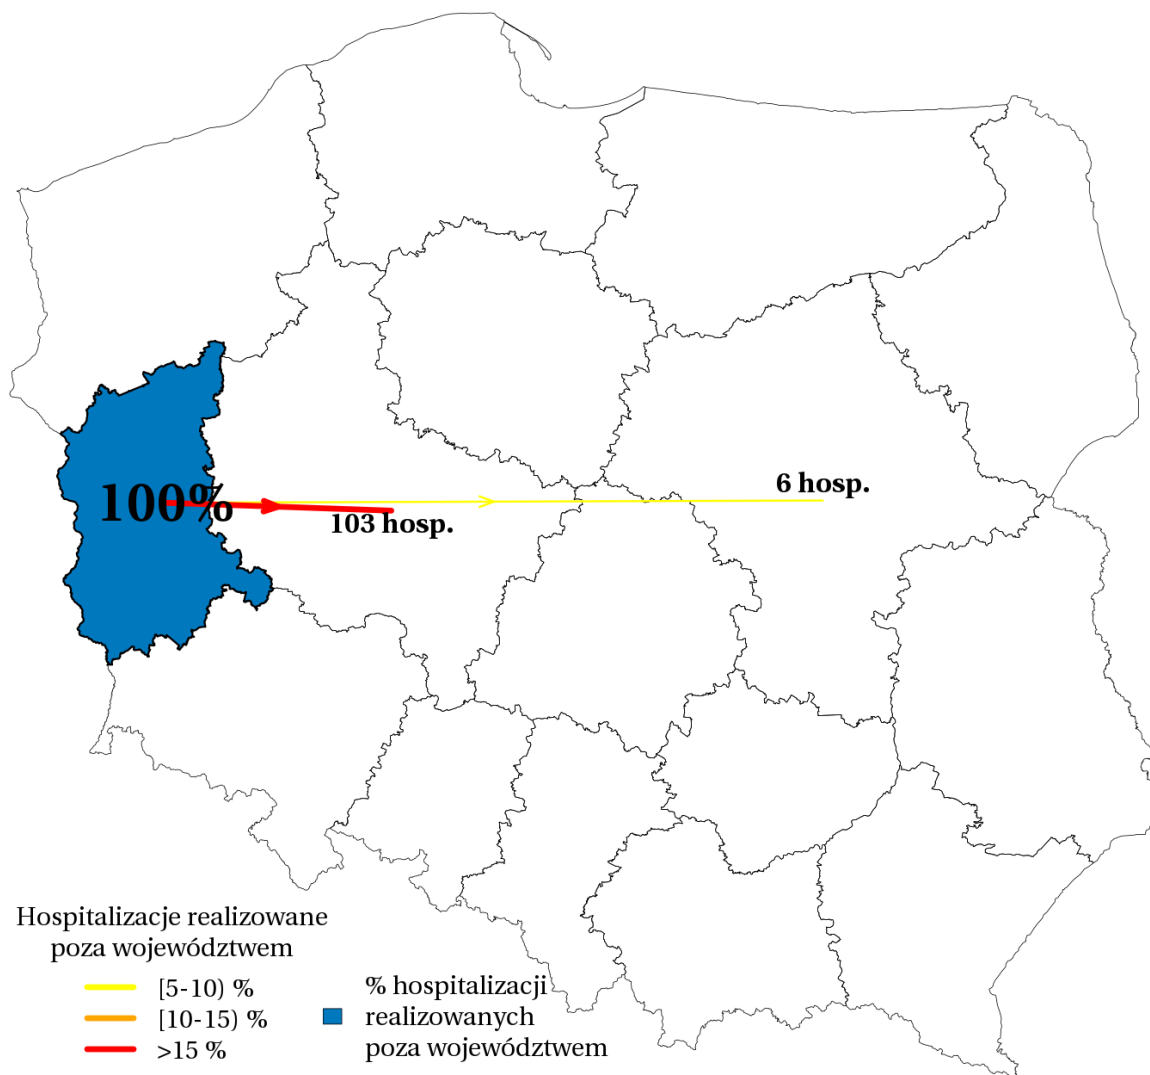 6 hosp.
100%
103 hosp.
Hospitalizacje realizowane
poza województwem
[5-10) %
[10-15) %
>15 %
% hospitalizacji
realizowanych
poza województwem